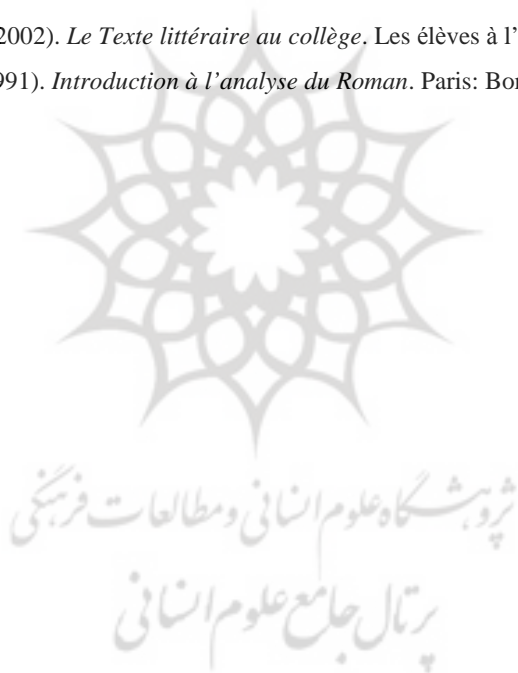 2002). Le Texte littéraire au collège. Les élèves à l’
991). Introduction à l’analyse du Roman. Paris: Bor
پژوهشگاه علوم انسانی و مطالعات فرهنگی
پرتال جامع علوم انسانی